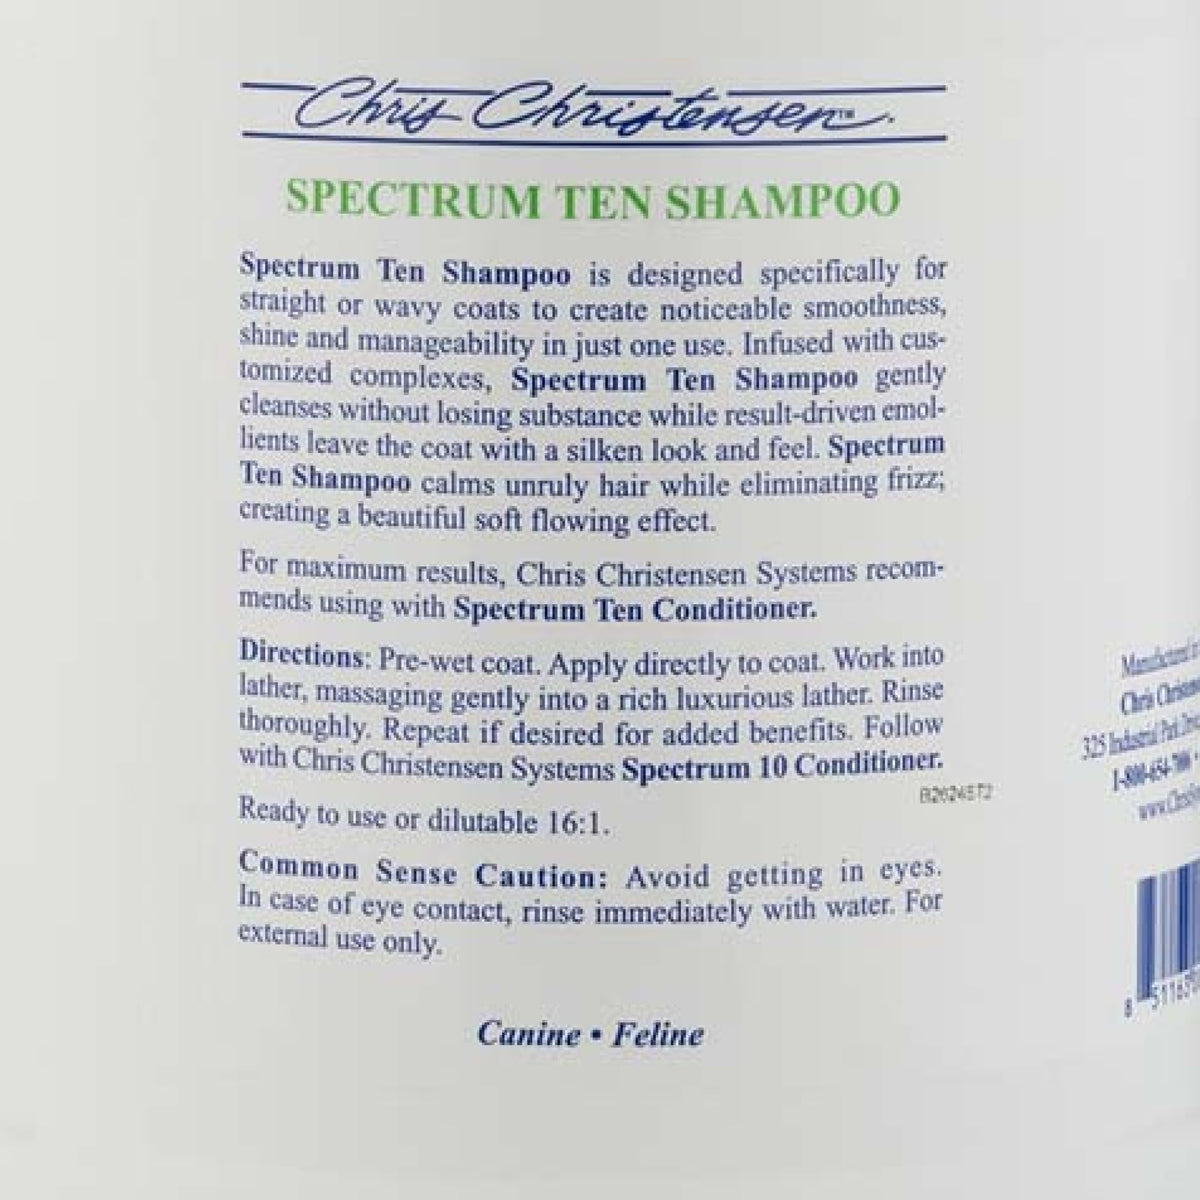 Chris Christensen™
SPECTRUM TEN SHAMPOO
Spectrum Ten Shampoo is designed specifically for
straight or wavy coats to create noticeable smoothness,
shine and manageability in just one use. Infused with cus-
tomized complexes, Spectrum Ten Shampoo gently
cleanses without losing substance while result-driven emol-
lients leave the coat with a silken look and feel. Spectrum
Ten Shampoo calms unruly hair while eliminating frizz;
creating a beautiful soft flowing effect.
For maximum results, Chris Christensen Systems recom-
mends using with Spectrum Ten Conditioner.
Directions: Pre-wet coat. Apply directly to coat. Work into
lather, massaging gently into a rich luxurious lather. Rinse
thoroughly. Repeat if desired for added benefits. Follow
with Chris Christensen Systems Spectrum 10 Conditioner.
Ready to use or dilutable 16:1.
Common Sense Caution: Avoid getting in eyes.
In case of eye contact, rinse immediately with water. For
external use only.
Canine • Feline
Manufactured
Chris
325 Industrial Park